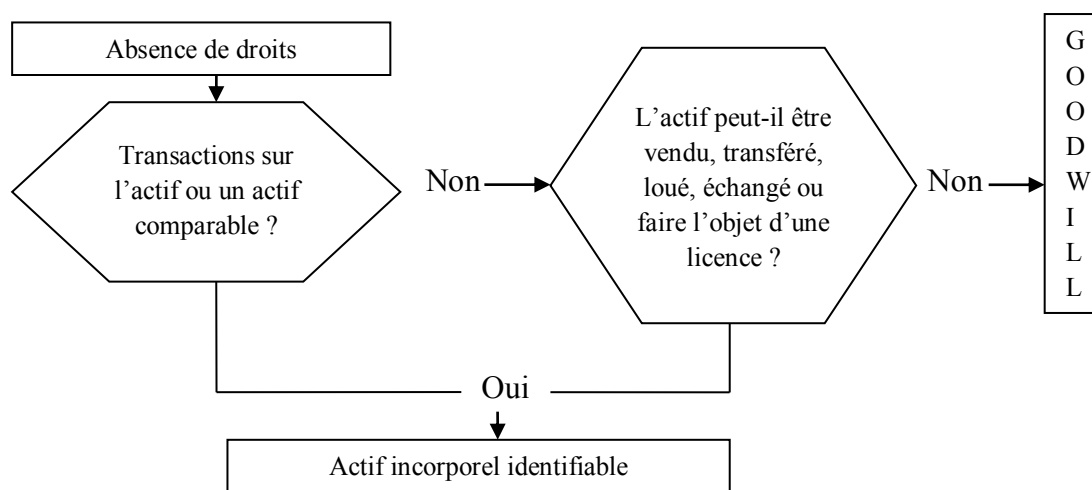 Absence de droits
Transactions sur
l’actif ou un actif
comparable ?
Non
L’actif peut-il être
vendu, transféré,
loué, échangé ou
faire l’objet d’une
licence ?
Non
G
O
O
D
W
I
L
L
Oui
Actif incorporel identifiable